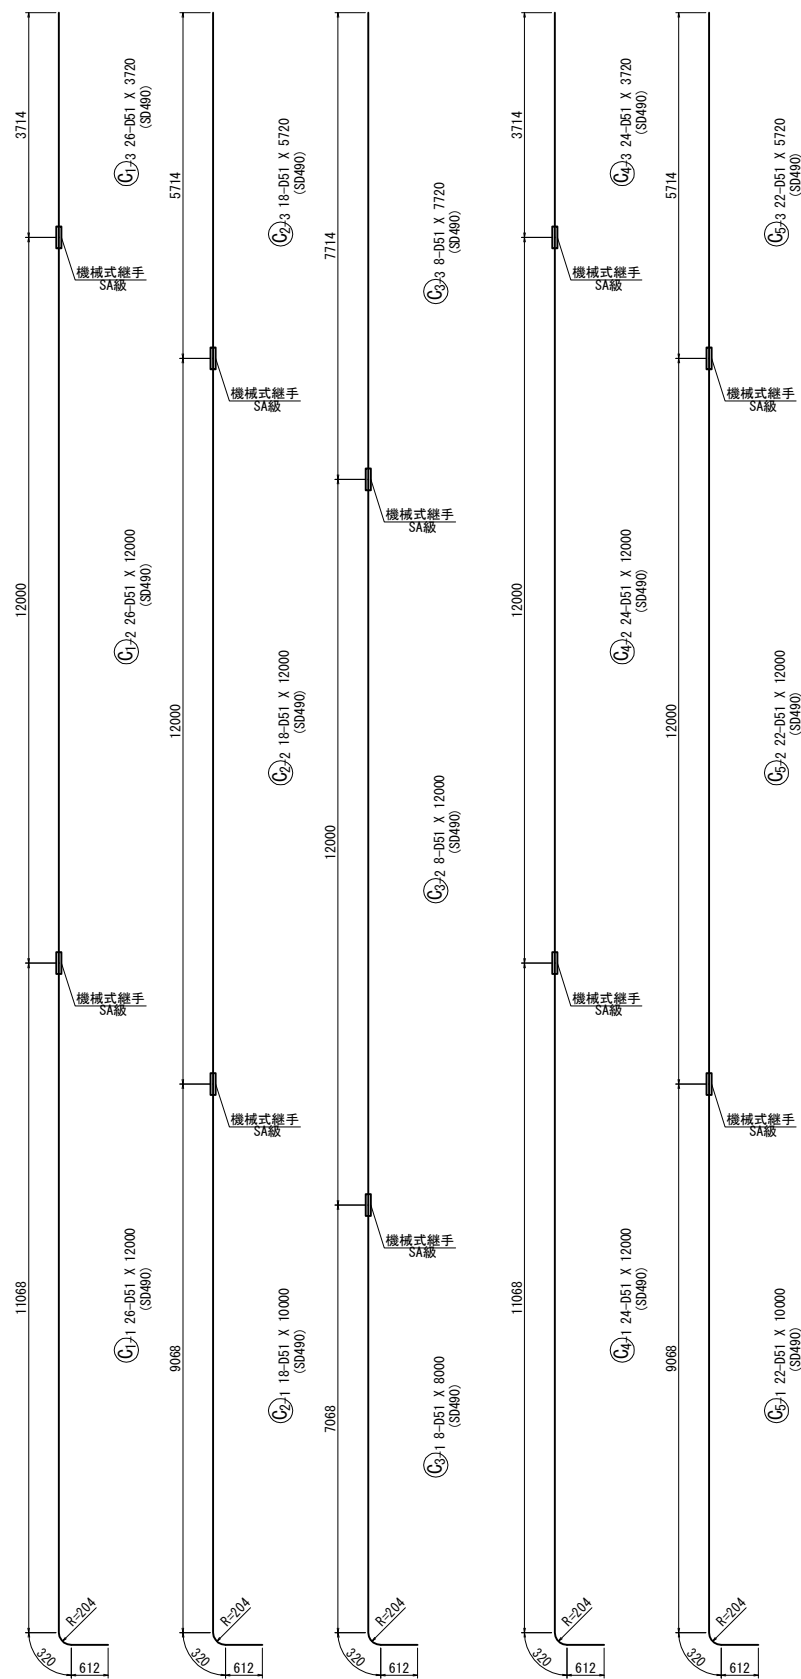 3714
12000
11068
C1-3 26-D51 X 3720
(SD490)
機械式継手
SA級
C1-2 26-D51 X 12000
(SD490)
機械式継手
SA級
C1-1 26-D51 X 12000
(SD490)
R=204
320
612
5714
12000
9068
C2-3 18-D51 X 5720
(SD490)
機械式継手
SA級
C2-2 18-D51 X 12000
(SD490)
機械式継手
SA級
C2-1 18-D51 X 10000
(SD490)
R=204
320
612
7714
12000
7068
C3-3 8-D51 X 7720
(SD490)
機械式継手
SA級
C3-2 8-D51 X 12000
(SD490)
機械式継手
SA級
C3-1 8-D51 X 8000
(SD490)
R=204
320
612
3714
12000
11068
C4-3 24-D51 X 3720
(SD490)
機械式継手
SA級
C4-2 24-D51 X 12000
(SD490)
機械式継手
SA級
C4-1 24-D51 X 12000
(SD490)
R=204
320
612
5714
12000
9068
C5-3 22-D51 X 5720
(SD490)
機械式継手
SA級
C5-2 22-D51 X 12000
(SD490)
機械式継手
SA級
C5-1 22-D51 X 10000
(SD490)
R=204
320
612